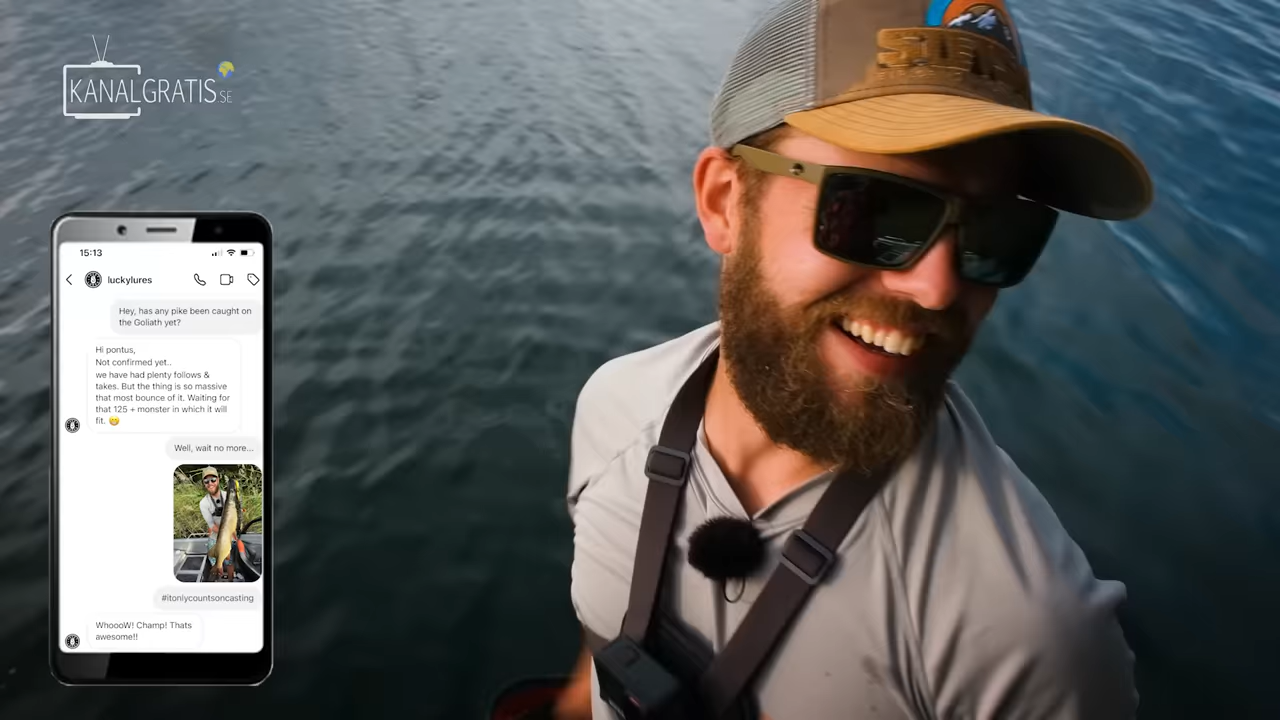 KANALGRATIS.SE
15:13
luckylures
Hey, has any pike been caught on
the Goliath yet?
Hi pontus,
Not confirmed yet..
we have had plenty follows &
takes. But the thing is so massive
that most bounce of it. Waiting for
that 125 + monster in which it will
fit. 😁
Well, wait no more...
#itonlycountsoncasting
WhoooW! Champ! Thats
awesome!!